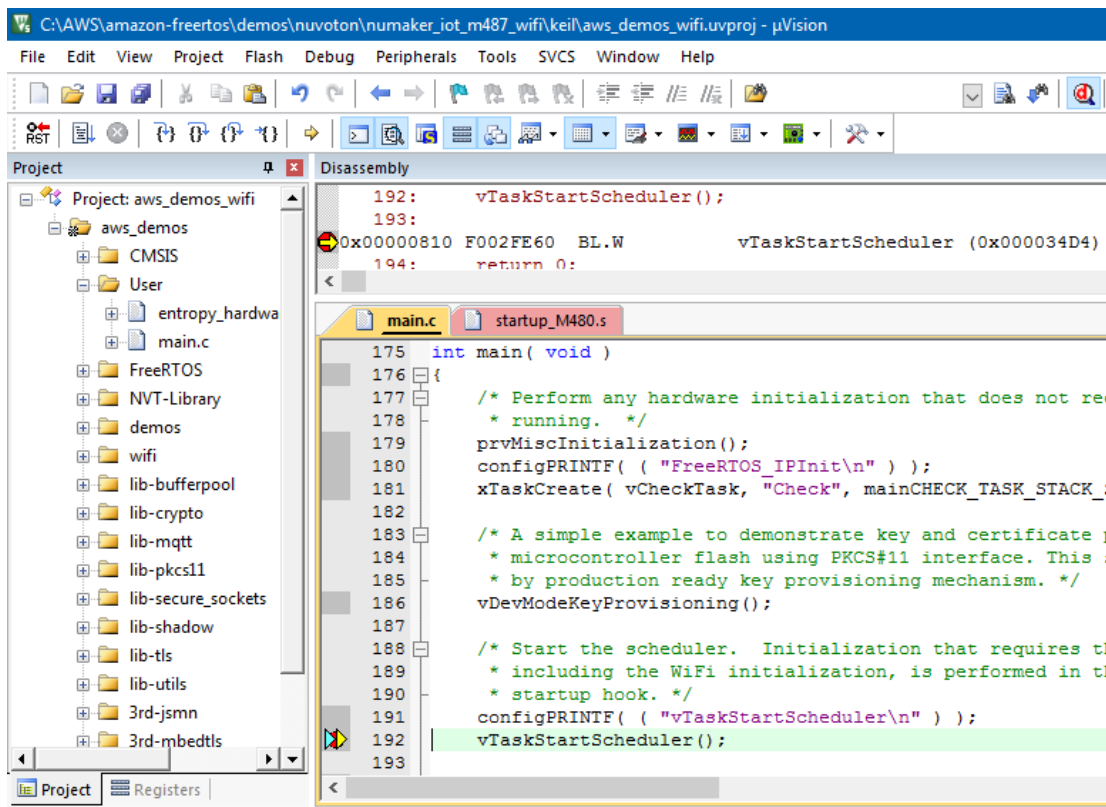 C:\AWS\amazon-freertos\demos\nuvoton\numaker_iot_m487_wifi\keil\aws_demos_wifi.uvproj - µVision
File Edit View Project Flash Debug Peripherals Tools SVCS Window Help
RST
Project
Project: aws_demos_wifi
aws_demos
CMSIS
User
entropy_hardwa
main.c
FreeRTOS
NVT-Library
demos
wifi
lib-bufferpool
lib-crypto
lib-mqtt
lib-pkcs11
lib-secure_sockets
lib-shadow
lib-tls
lib-utils
3rd-jsmn
3rd-mbedtls
Project Registers
Disassembly
192: vTaskStartScheduler();
193:
0x00000810 F002FE60 BL.W vTaskStartScheduler (0x000034D4)
194: return 0;
main.c startup_M480.s
175 int main( void )
176 {
177 /* Perform any hardware initialization that does not re
178 * running. */
179 prvMiscInitialization();
180 configPRINTF( ( "FreeRTOS_IPInit\n" ) );
181 xTaskCreate( vCheckTask, "Check", mainCHECK_TASK_STACK_
182
183 /* A simple example to demonstrate key and certificate p
184 * microcontroller flash using PKCS#11 interface. This
185 * by production ready key provisioning mechanism. */
186 vDevModeKeyProvisioning();
187
188 /* Start the scheduler. Initialization that requires th
189 * including the WiFi initialization, is performed in th
190 * startup hook. */
191 configPRINTF( ( "vTaskStartScheduler\n" ) );
192 vTaskStartScheduler();
193